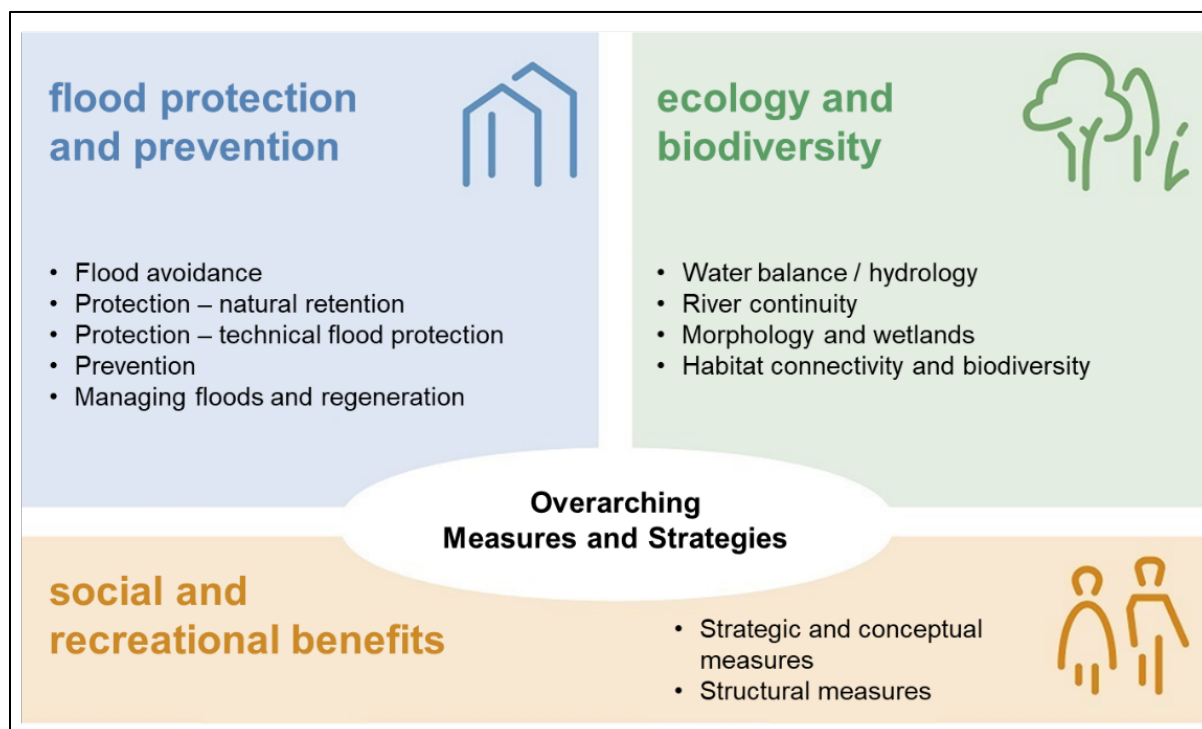 flood protection
and prevention
• Flood avoidance
• Protection – natural retention
• Protection – technical flood protection
• Prevention
• Managing floods and regeneration
ecology and
biodiversity
• Water balance / hydrology
• River continuity
• Morphology and wetlands
• Habitat connectivity and biodiversity
Overarching
Measures and Strategies
social and
recreational benefits
• Strategic and conceptual
measures
• Structural measures